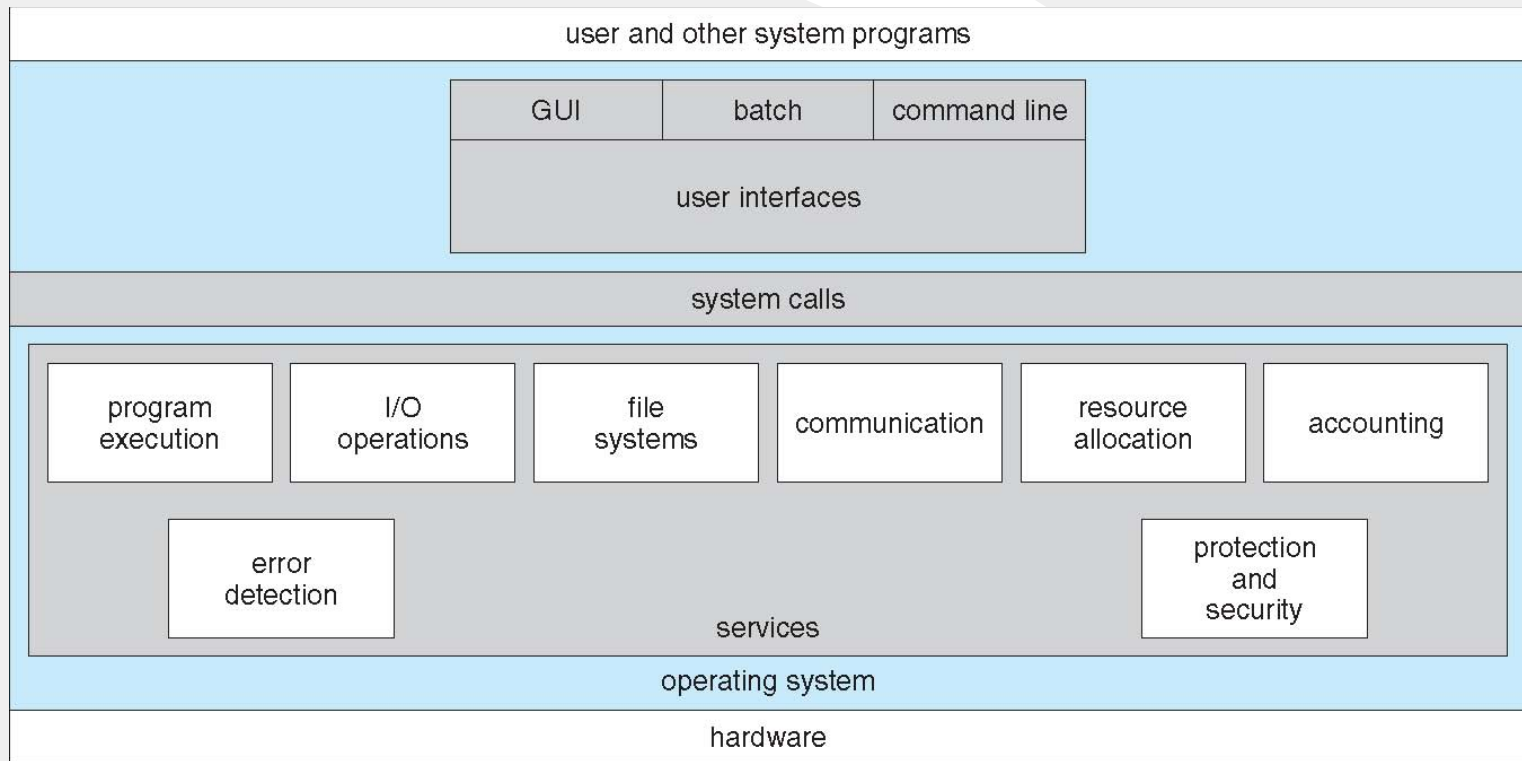 user and other system programs
GUI
batch
command line
user interfaces
system calls
program
execution
I/O
operations
file
systems
communication
resource
allocation
accounting
error
detection
protection
and
security
services
operating system
hardware